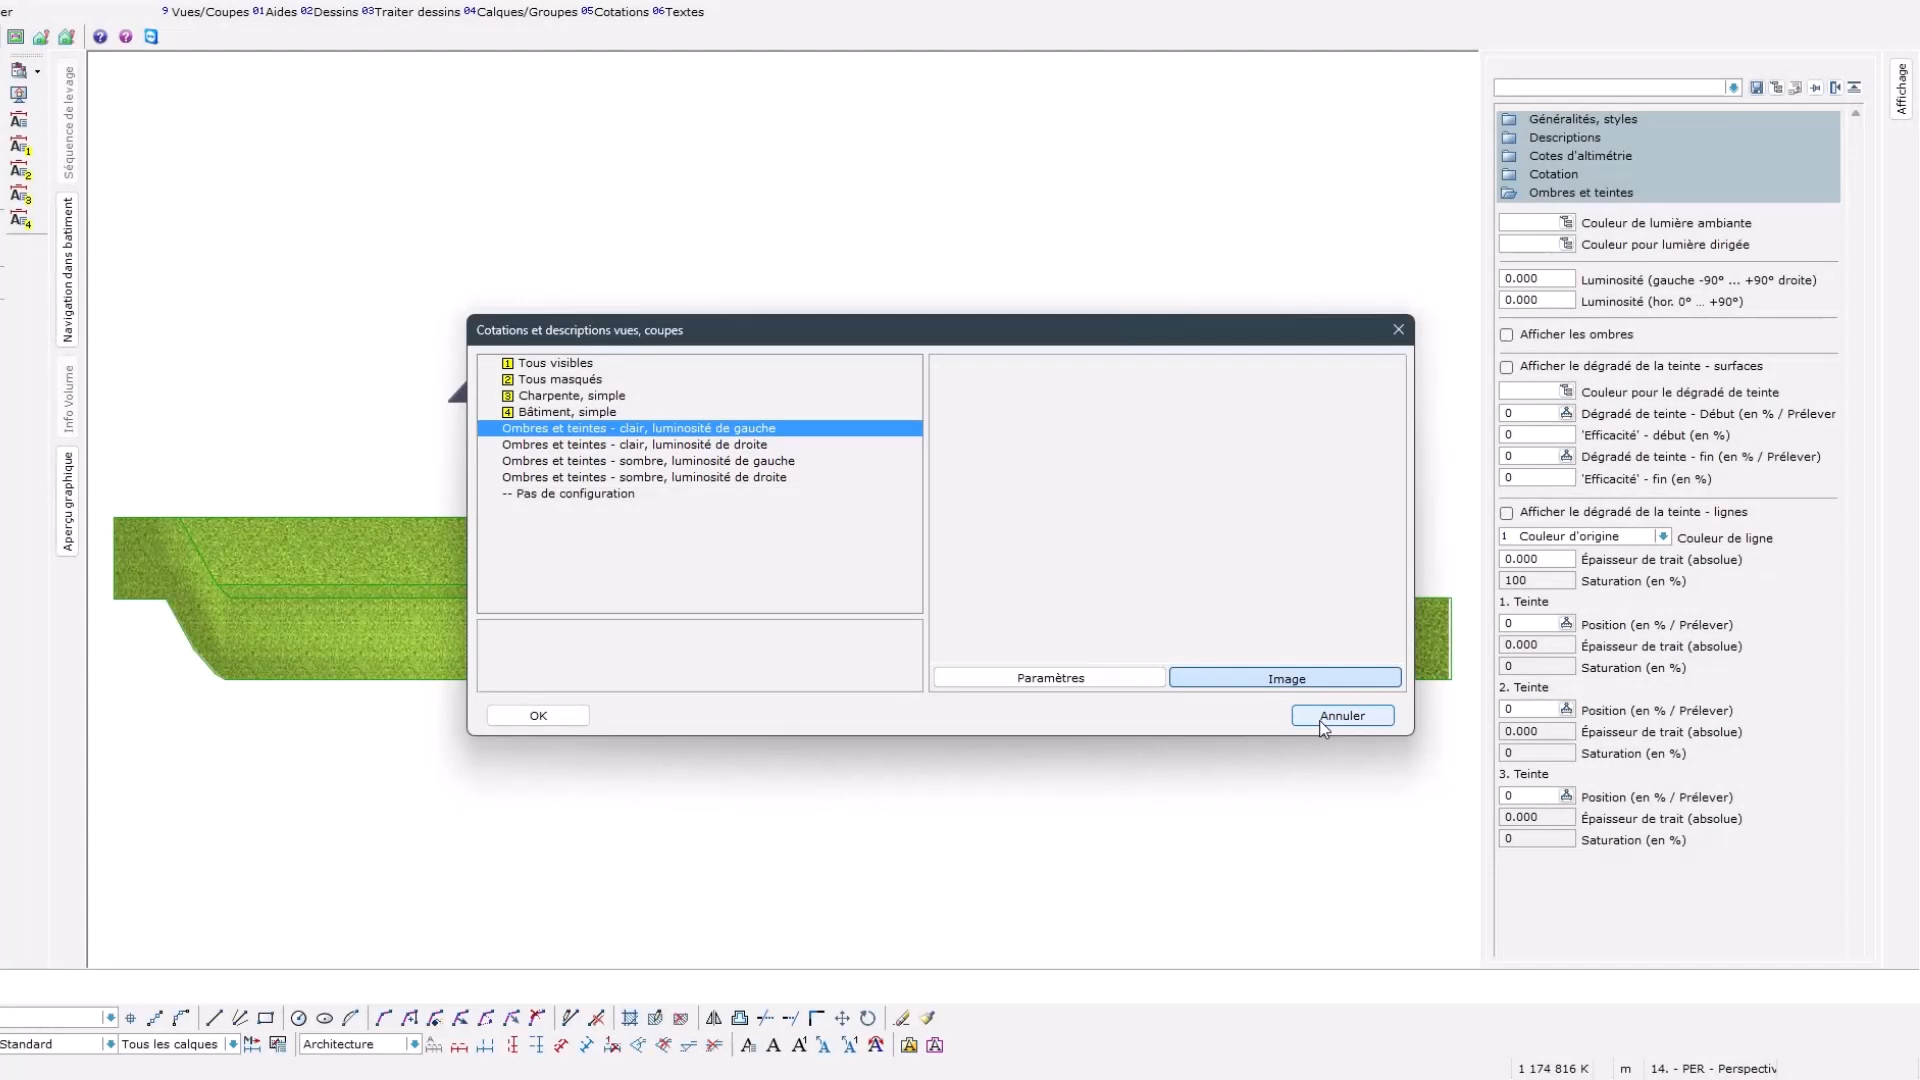 er
9 Vues/Coupes 01 Aides 02 Dessins 03 Traiter dessins 04 Calques/Groupes 05 Cotations 06 Textes
Séquence de levage
Navigation dans batiment
Info Volume
Aperçu graphique
A 1
A 2
A 3
A 4
Affichage
Généralités, styles
Descriptions
Cotes d'altimétrie
Cotation
Ombres et teintes
Couleur de lumière ambiante
Couleur pour lumière dirigée
0.000 Luminosité (gauche -90° ... +90° droite)
0.000 Luminosité (hor. 0° ... +90°)
Afficher les ombres
Afficher le dégradé de la teinte - surfaces
Couleur pour le dégradé de teinte
0 Dégradé de teinte - Début (en % / Prélever
0 'Efficacité' - début (en %)
0 Dégradé de teinte - fin (en % / Prélever)
0 'Efficacité' - fin (en %)
Afficher le dégradé de la teinte - lignes
1 Couleur d'origine Couleur de ligne
0.000 Épaisseur de trait (absolue)
100 Saturation (en %)
1. Teinte
0 Position (en % / Prélever)
0.000 Épaisseur de trait (absolue)
0 Saturation (en %)
2. Teinte
0 Position (en % / Prélever)
0.000 Épaisseur de trait (absolue)
0 Saturation (en %)
3. Teinte
0 Position (en % / Prélever)
0.000 Épaisseur de trait (absolue)
0 Saturation (en %)
Cotations et descriptions vues, coupes
1 Tous visibles
2 Tous masqués
3 Charpente, simple
4 Bâtiment, simple
Ombres et teintes - clair, luminosité de gauche
Ombres et teintes - clair, luminosité de droite
Ombres et teintes - sombre, luminosité de gauche
Ombres et teintes - sombre, luminosité de droite
-- Pas de configuration
Paramètres Image
OK Annuler
Standard Tous les calques Architecture
1 174 816 K m 14. - PER - Perspectiv